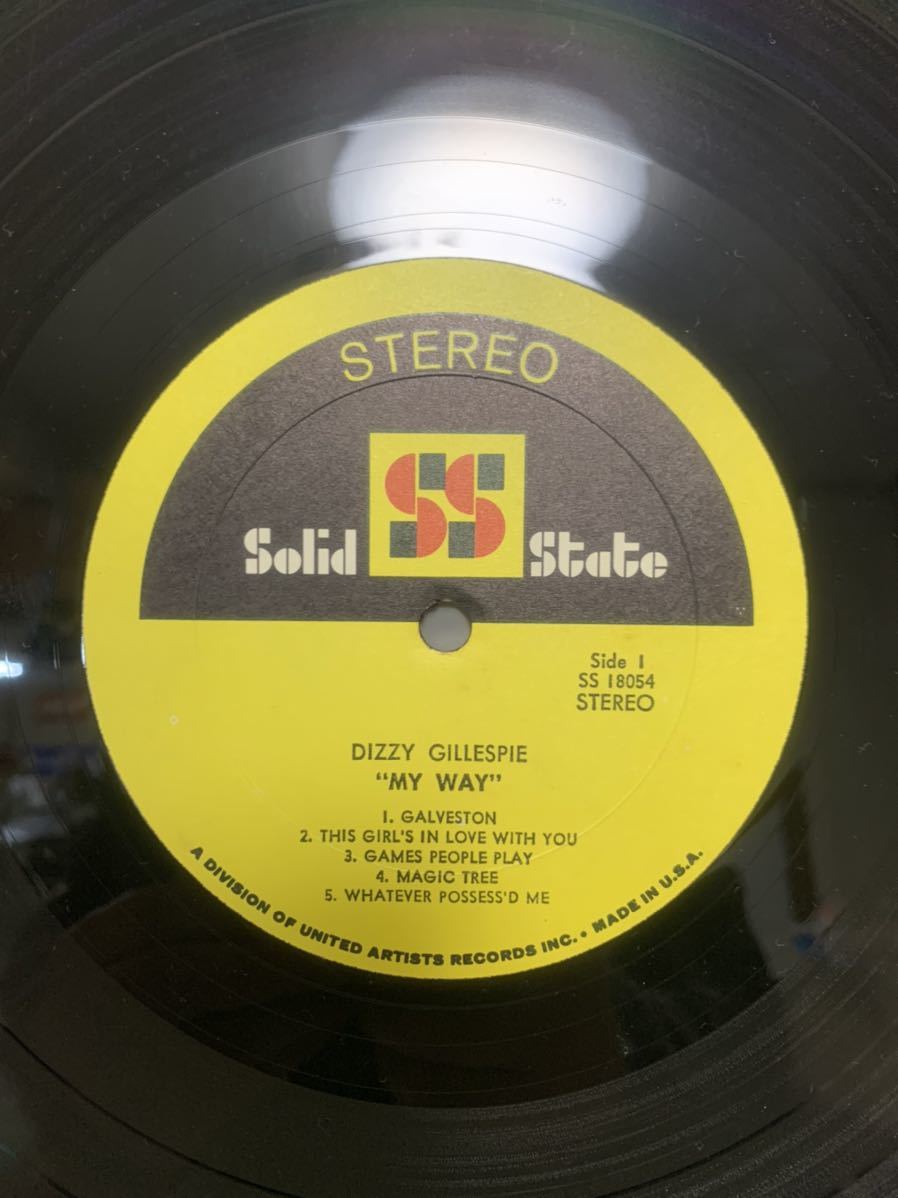 STEREO
Solid SS State
Side 1
SS 18054
STEREO
DIZZY GILLESPIE
"MY WAY"
1. GALVESTON
2. THIS GIRL'S IN LOVE WITH YOU
3. GAMES PEOPLE PLAY
4. MAGIC TREE
5. WHATEVER POSSESS'D ME
A DIVISION OF UNITED ARTISTS RECORDS INC. • MADE IN U.S.A.